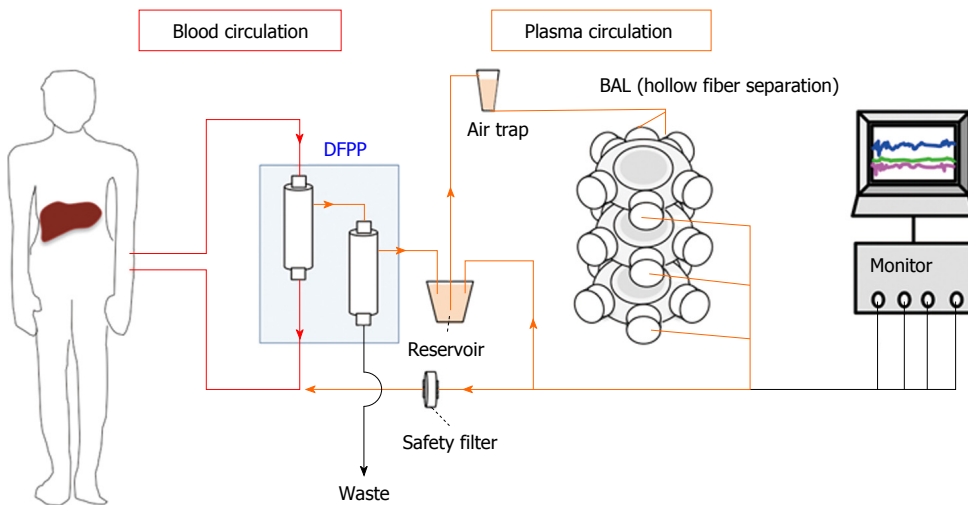 Blood circulation
Plasma circulation
BAL (hollow fiber separation)
Air trap
DFPP
Monitor
Reservoir
Safety filter
Waste